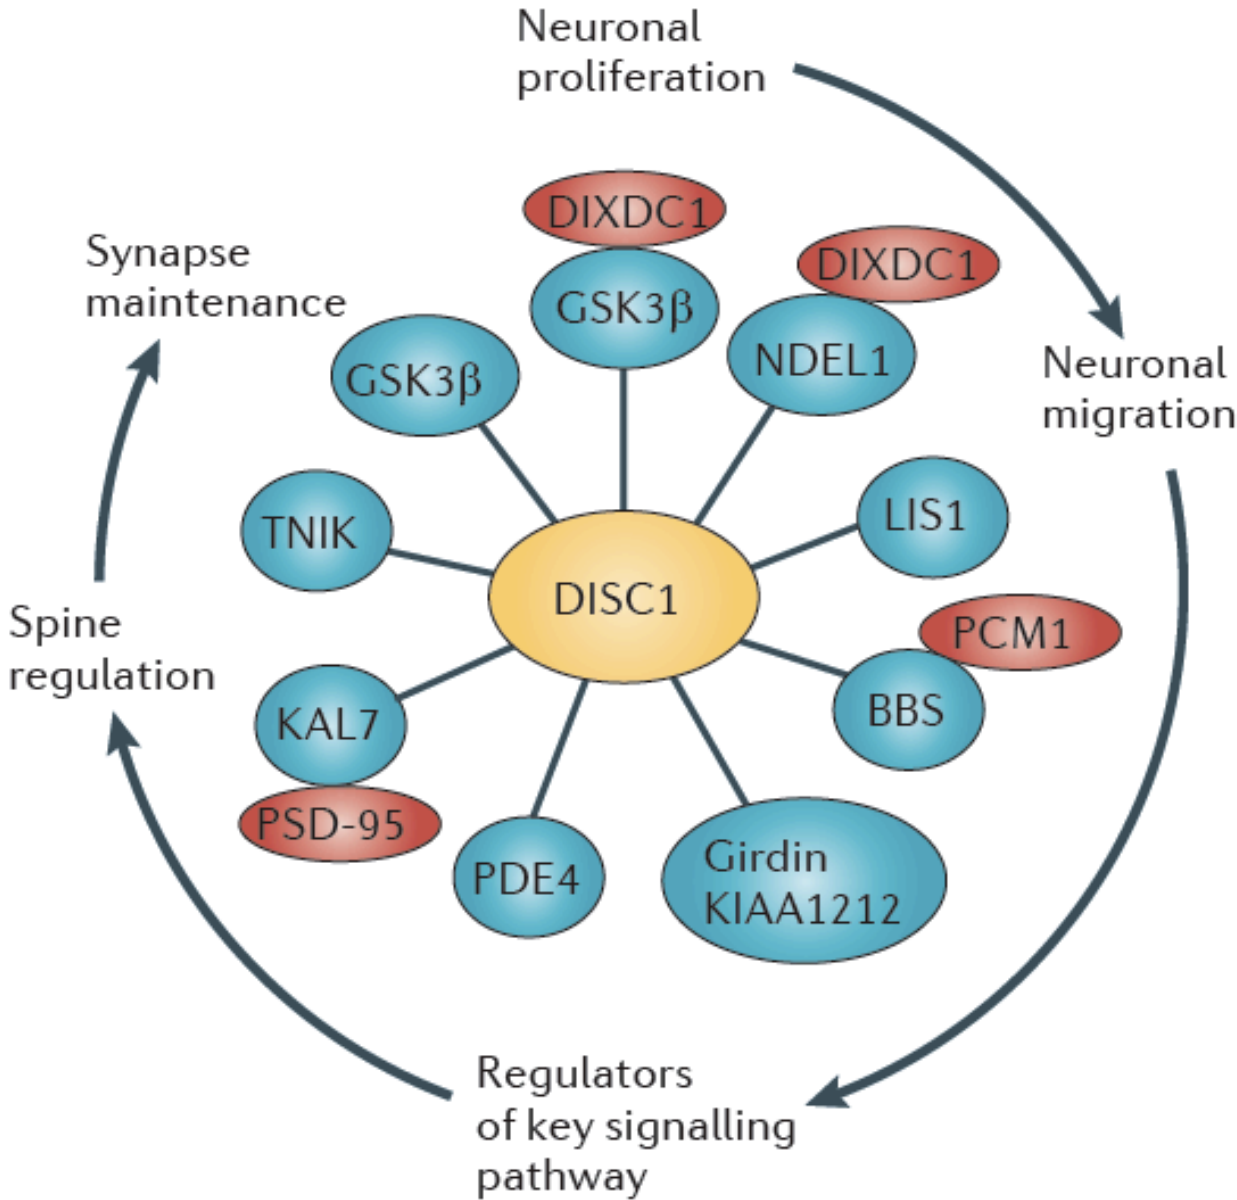 Neuronal
proliferation
DIXDC1
GSK3β
DIXDC1
NDEL1
Synapse
maintenance
GSK3β
Neuronal
migration
TNIK
LIS1
DISC1
Spine
regulation
PCM1
BBS
KAL7
PSD-95
PDE4
Girdin
KIAA1212
Regulators
of key signalling
pathway